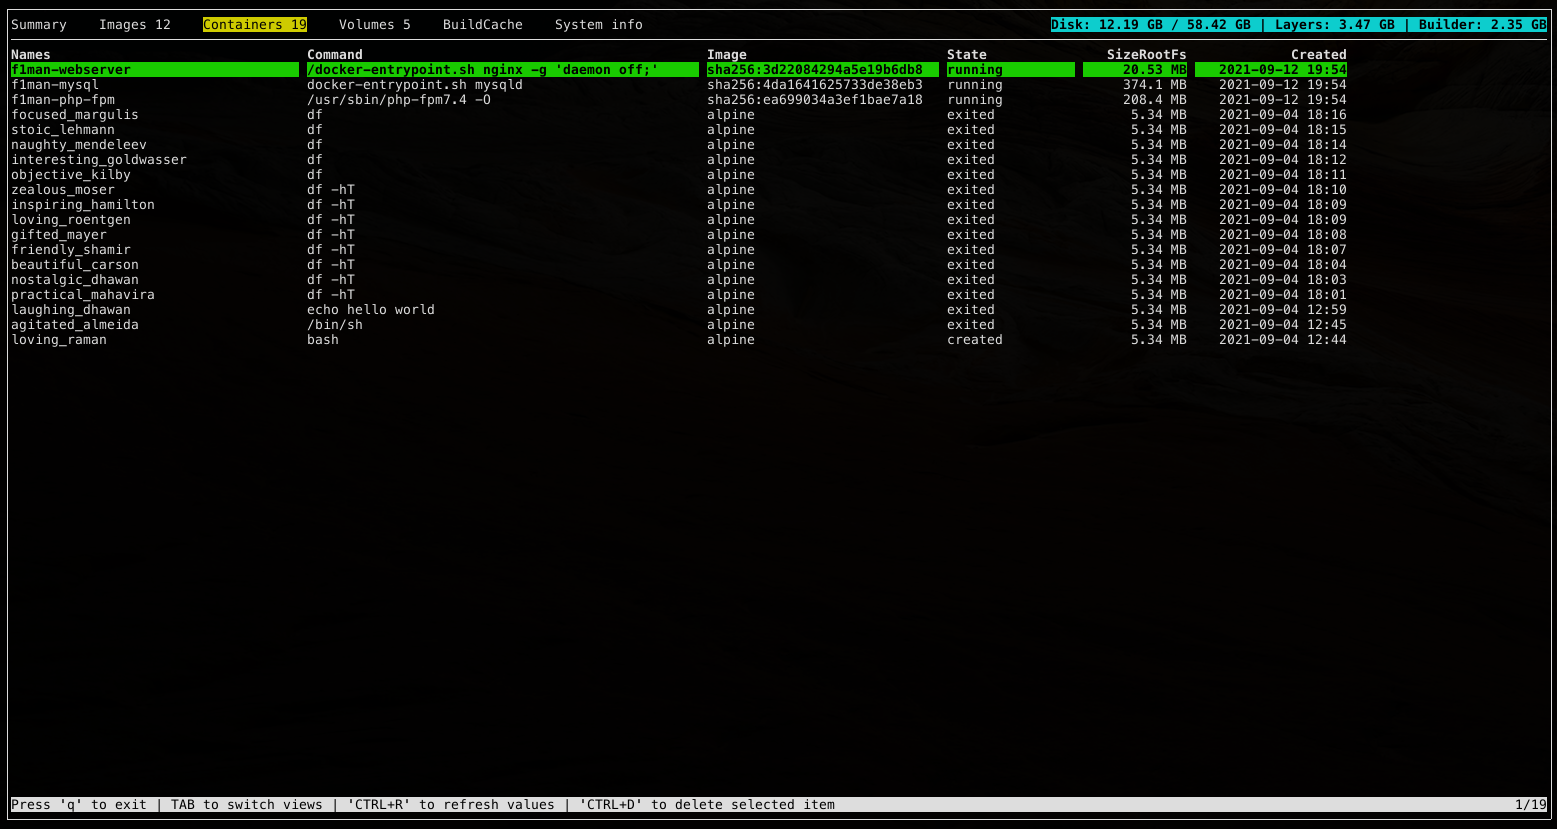 Summary Images 12 Containers 19 Volumes 5 BuildCache System info Disk: 12.19 GB / 58.42 GB | Layers: 3.47 GB | Builder: 2.35 GB
Names Command Image State SizeRootFs Created
f1man-webserver /docker-entrypoint.sh nginx -g 'daemon off;' sha256:3d22084294a5e19b6db8 running 20.53 MB 2021-09-12 19:54
f1man-mysql docker-entrypoint.sh mysqld sha256:4da1641625733de38eb3 running 374.1 MB 2021-09-12 19:54
f1man-php-fpm /usr/sbin/php-fpm7.4 -O sha256:ea699034a3ef1bae7a18 running 208.4 MB 2021-09-12 19:54
focused_margulis df alpine exited 5.34 MB 2021-09-04 18:16
stoic_lehmann df alpine exited 5.34 MB 2021-09-04 18:15
naughty_mendeleev df alpine exited 5.34 MB 2021-09-04 18:14
interesting_goldwasser df alpine exited 5.34 MB 2021-09-04 18:12
objective_kilby df alpine exited 5.34 MB 2021-09-04 18:11
zealous_moser df -hT alpine exited 5.34 MB 2021-09-04 18:10
inspiring_hamilton df -hT alpine exited 5.34 MB 2021-09-04 18:09
loving_roentgen df -hT alpine exited 5.34 MB 2021-09-04 18:09
gifted_mayer df -hT alpine exited 5.34 MB 2021-09-04 18:08
friendly_shamir df -hT alpine exited 5.34 MB 2021-09-04 18:07
beautiful_carson df -hT alpine exited 5.34 MB 2021-09-04 18:04
nostalgic_dhawan df -hT alpine exited 5.34 MB 2021-09-04 18:03
practical_mahavira df -hT alpine exited 5.34 MB 2021-09-04 18:01
laughing_dhawan echo hello world alpine exited 5.34 MB 2021-09-04 12:59
agitated_almeida /bin/sh alpine exited 5.34 MB 2021-09-04 12:45
loving_raman bash alpine created 5.34 MB 2021-09-04 12:44
Press 'q' to exit | TAB to switch views | 'CTRL+R' to refresh values | 'CTRL+D' to delete selected item 1/19